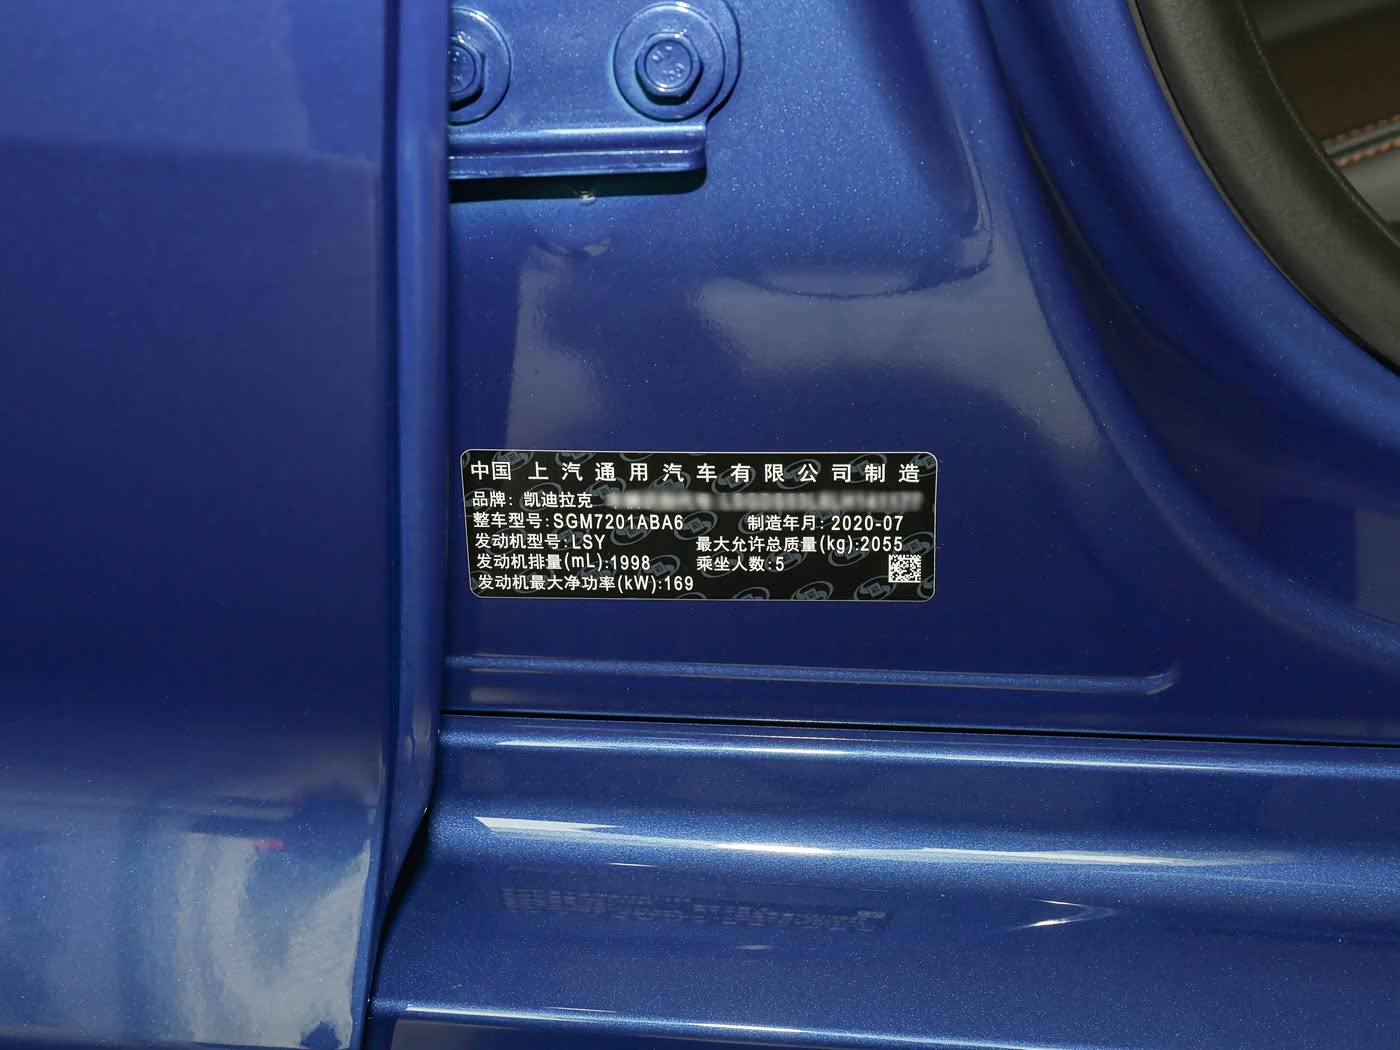 中国 上汽通用汽车有限公司制造
品牌: 凯迪拉克
整车型号:SGM7201ABA6 制造年月: 2020-07
发动机型号:LSY 最大允许总质量(kg):2055
发动机排量(mL):1998 乘坐人数:5
发动机最大净功率(kW):169